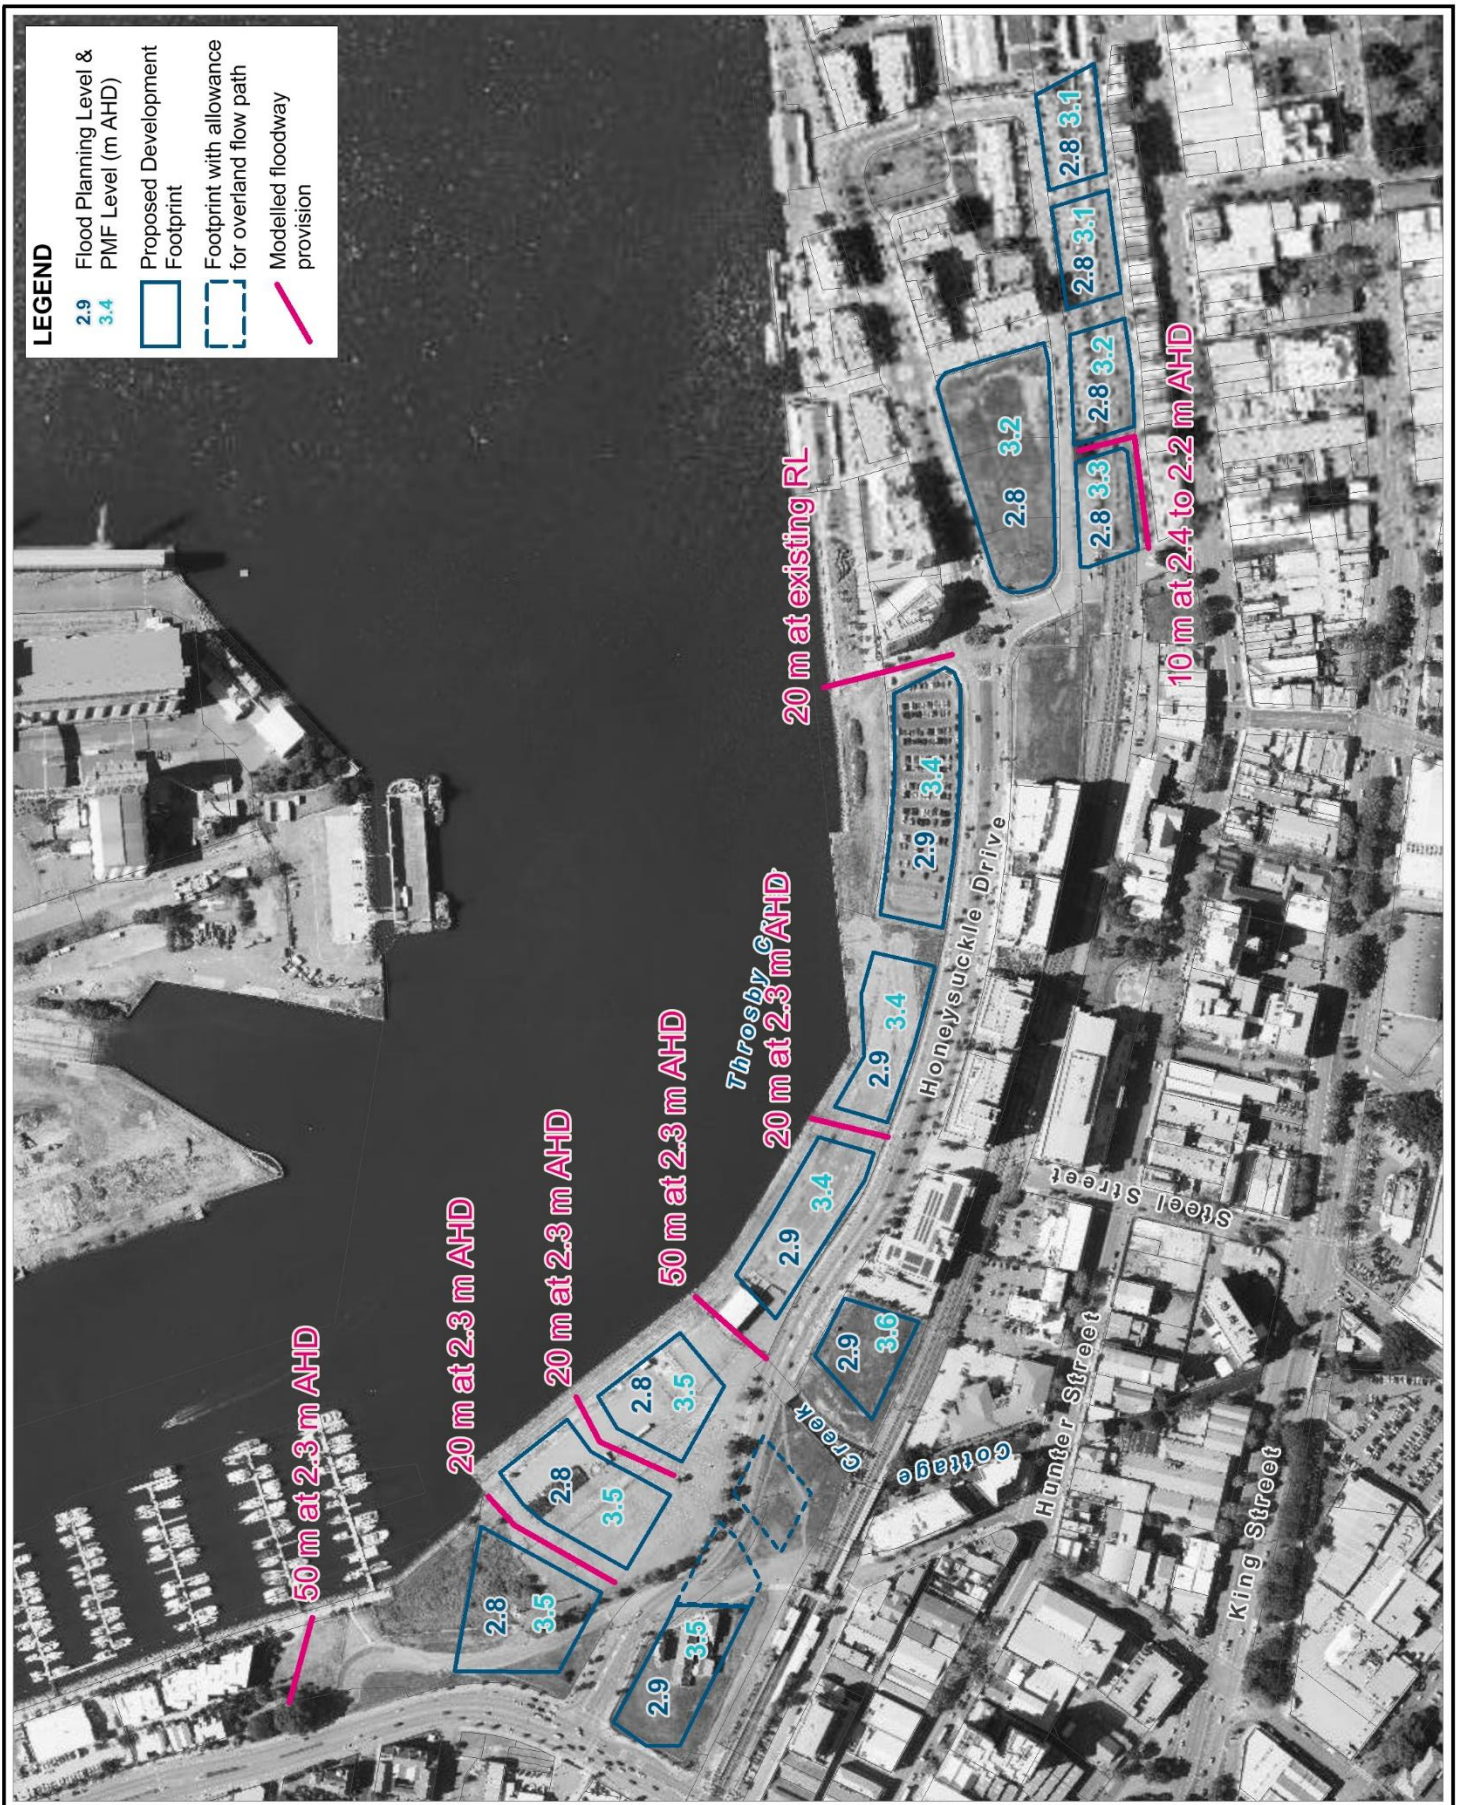 LEGEND
2.9 Flood Planning Level &
3.4 PMF Level (m AHD)
Proposed Development
Footprint
Footprint with allowance
for overland flow path
Modelled floodway
provision
50 m at 2.3 m AHD
20 m at 2.3 m AHD
20 m at 2.3 m AHD
50 m at 2.3 m AHD
Throsby
20 m at 2.3 m AHD
20 m at existing RL
10 m at 2.4 to 2.2 m AHD
2.8 3.5
2.9 3.5
2.8 3.5
2.8 3.5
2.9 3.6
2.9 3.4
2.9 3.4
2.9 3.4
2.8 3.2
2.8 3.3
2.8 3.2
2.8 3.1
2.8 3.1
Honeysuckle Drive
Cottage
Creek
Steel Street
Hunter Street
King Street